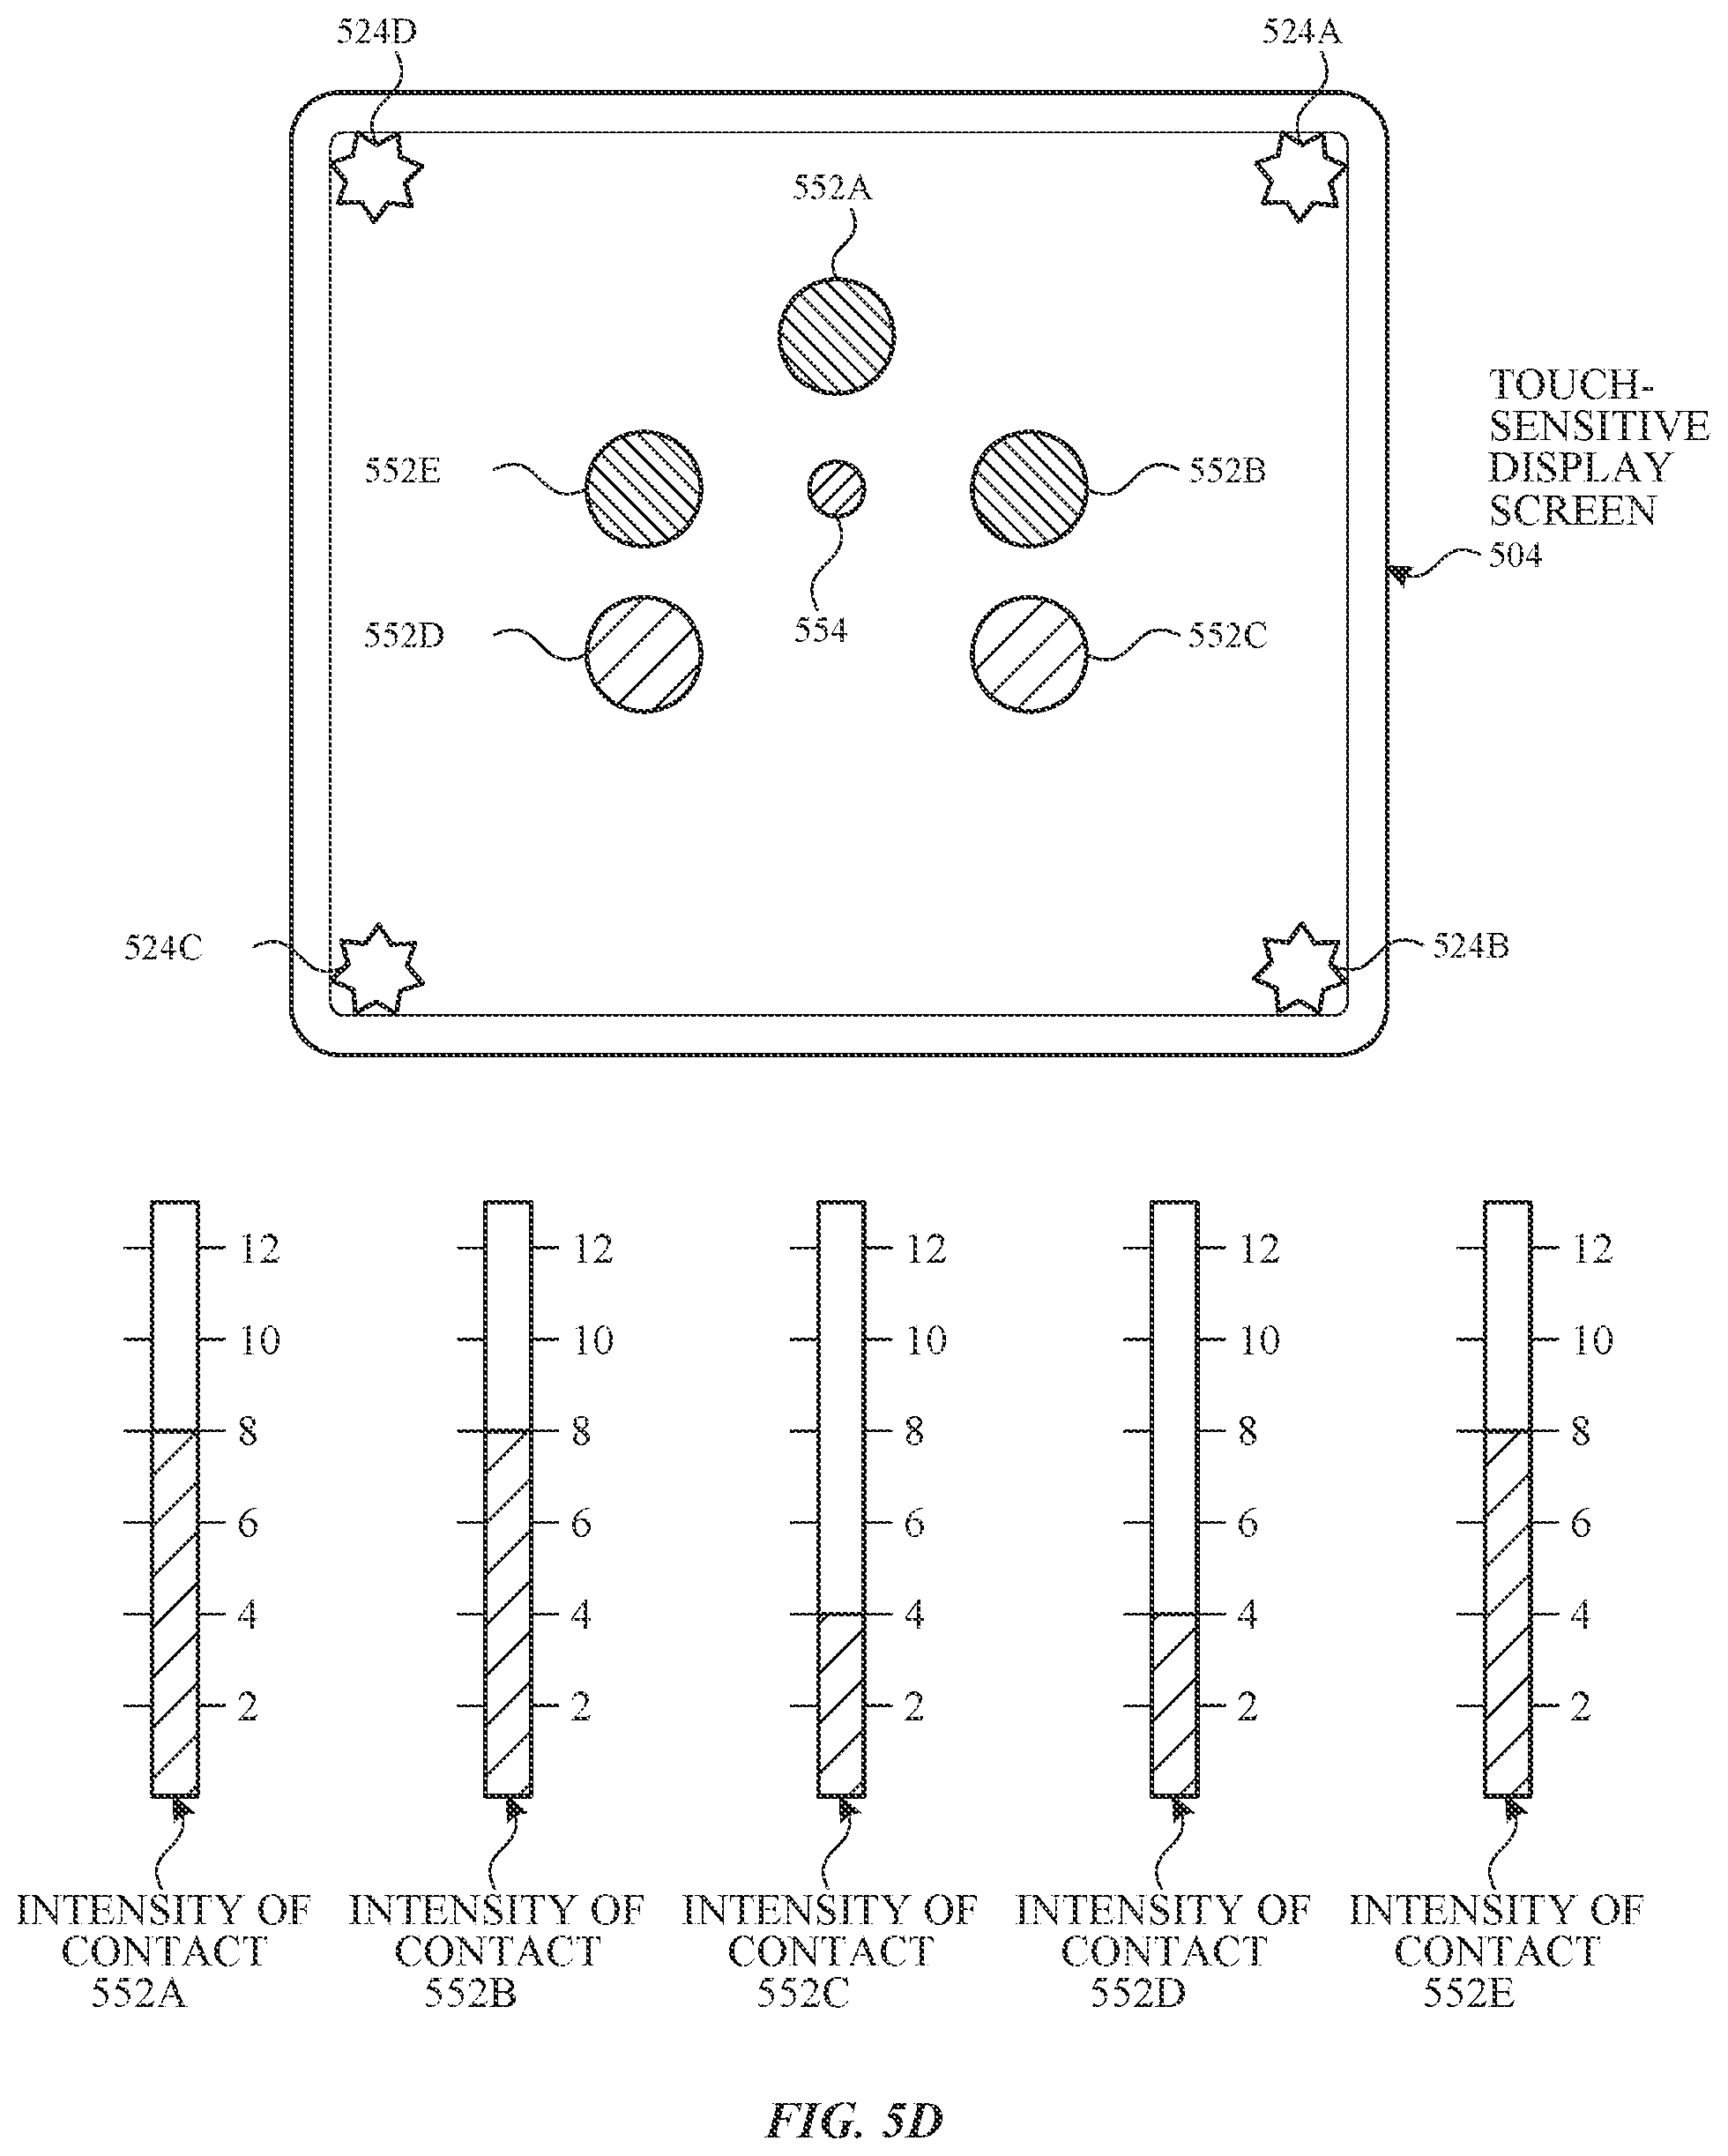 524D
524A
552A
552E
552B
554
552D
552C
TOUCH-
SENSITIVE
DISPLAY
SCREEN
504
524C
524B
12
10
8
6
4
2
12
10
8
6
4
2
12
10
8
6
4
2
12
10
8
6
4
2
12
10
8
6
4
2
INTENSITY OF
CONTACT
552A
INTENSITY OF
CONTACT
552B
INTENSITY OF
CONTACT
552C
INTENSITY OF
CONTACT
552D
INTENSITY OF
CONTACT
552E
FIG. 5D